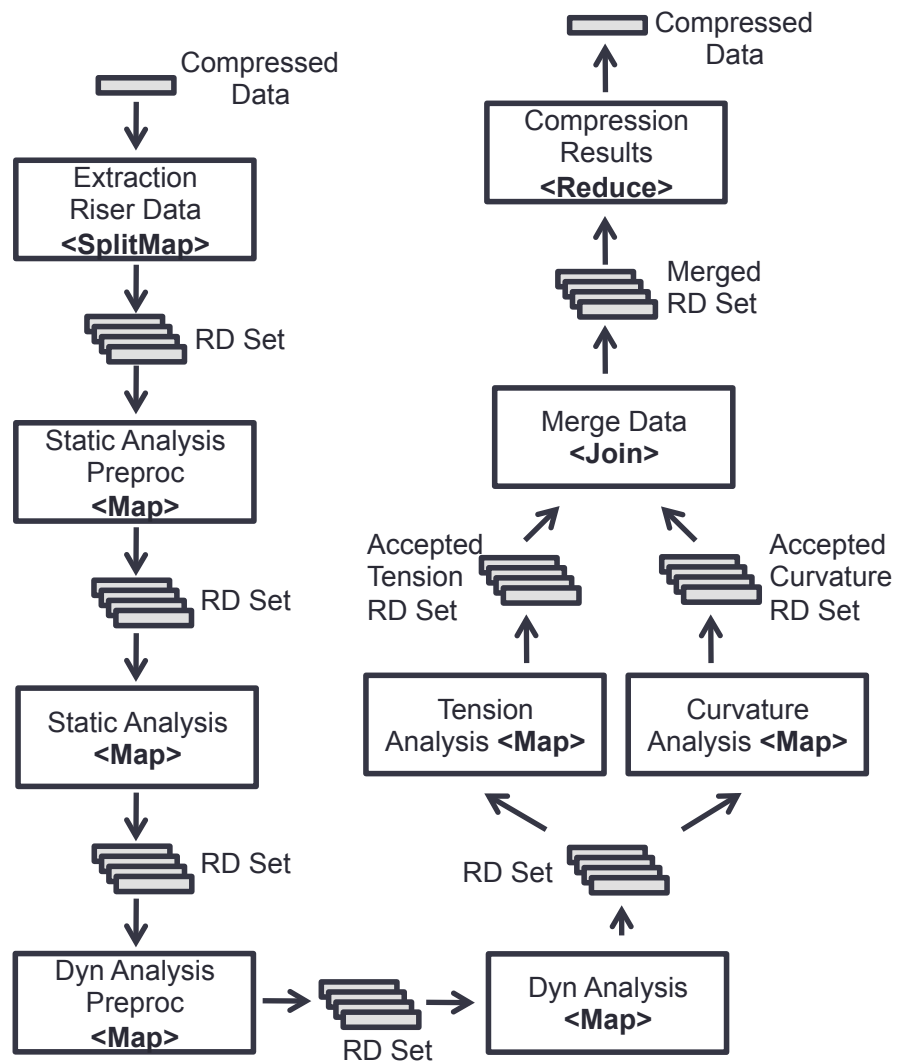 Compressed
Data
Extraction
Riser Data
<SplitMap>
RD Set
Static Analysis
Preproc
<Map>
RD Set
Static Analysis
<Map>
RD Set
Dyn Analysis
Preproc
<Map>
RD Set
Dyn Analysis
<Map>
RD Set
Tension
Analysis <Map>
Curvature
Analysis <Map>
Accepted
Tension
RD Set
Accepted
Curvature
RD Set
Merge Data
<Join>
Merged
RD Set
Compression
Results
<Reduce>
Compressed
Data